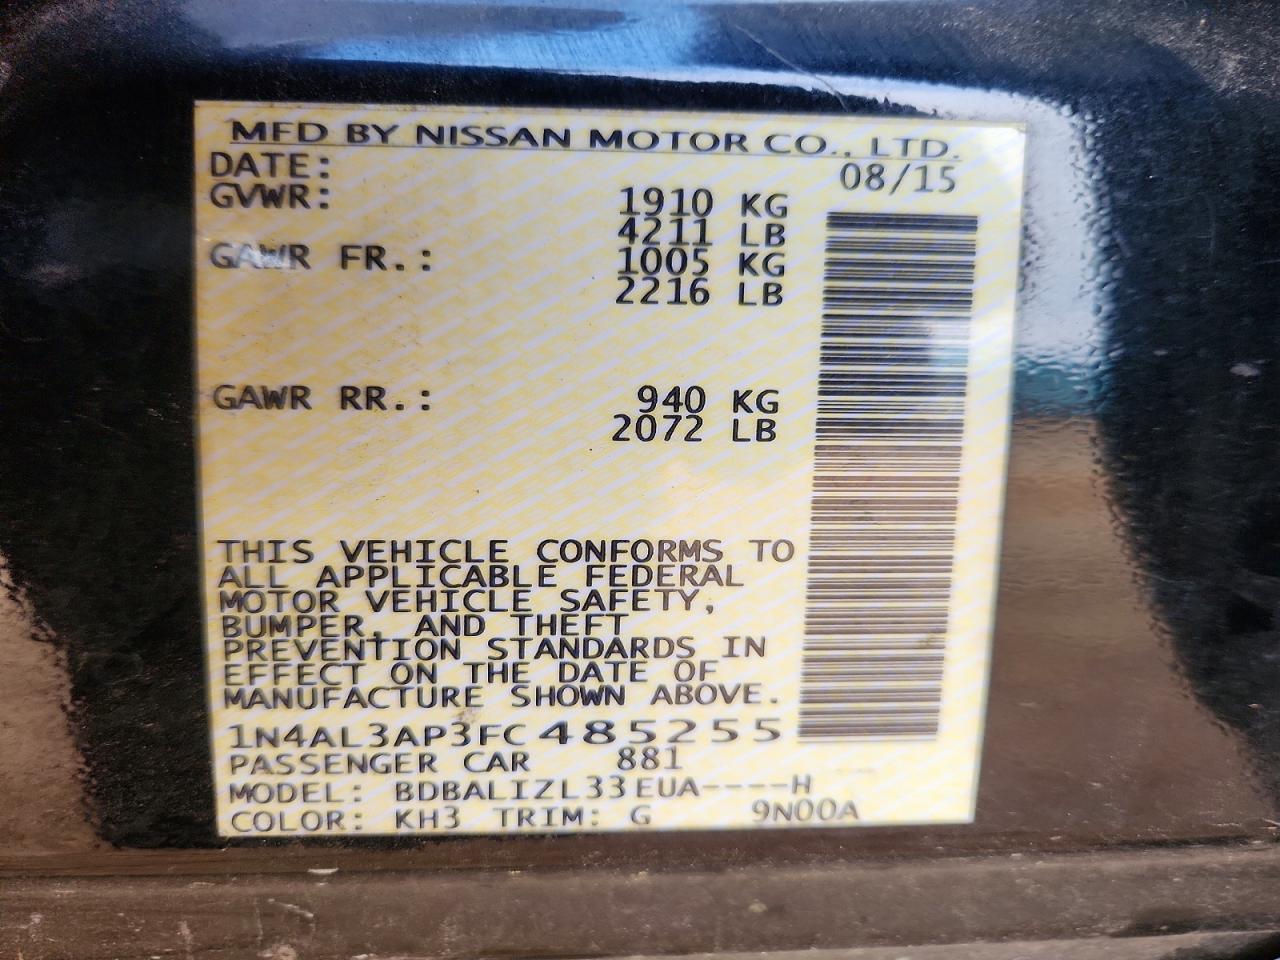 MFD BY NISSAN MOTOR CO., LTD.
DATE: 08/15
GVWR: 1910 KG
4211 LB
GAWR FR.: 1005 KG
2216 LB
GAWR RR.: 940 KG
2072 LB
THIS VEHICLE CONFORMS TO
ALL APPLICABLE FEDERAL
MOTOR VEHICLE SAFETY,
BUMPER, AND THEFT
PREVENTION STANDARDS IN
EFFECT ON THE DATE OF
MANUFACTURE SHOWN ABOVE.
1N4AL3AP3FC485255
PASSENGER CAR 881
MODEL: BDBALIZL33EUA----H
COLOR: KH3 TRIM: G 9N00A